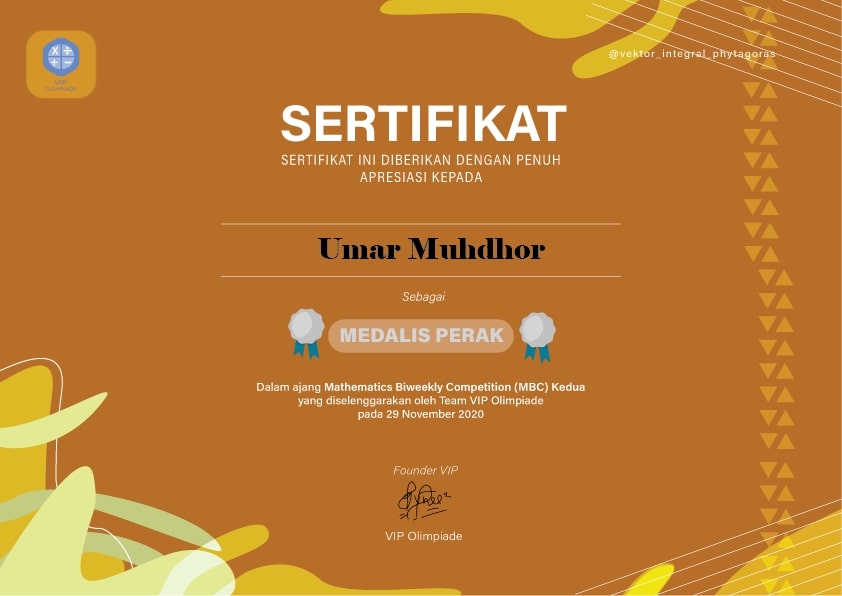 @vektor_integral_phytagoras
VIP
OLIMPIADE
SERTIFIKAT
SERTIFIKAT INI DIBERIKAN DENGAN PENUH
APRESIASI KEPADA
Umar Muhdhor
Sebagai
MEDALIS PERAK
Dalam ajang Mathematics Biweekly Competition (MBC) Kedua
yang diselenggarakan oleh Team VIP Olimpiade
pada 29 November 2020
Founder VIP
VIP Olimpiade